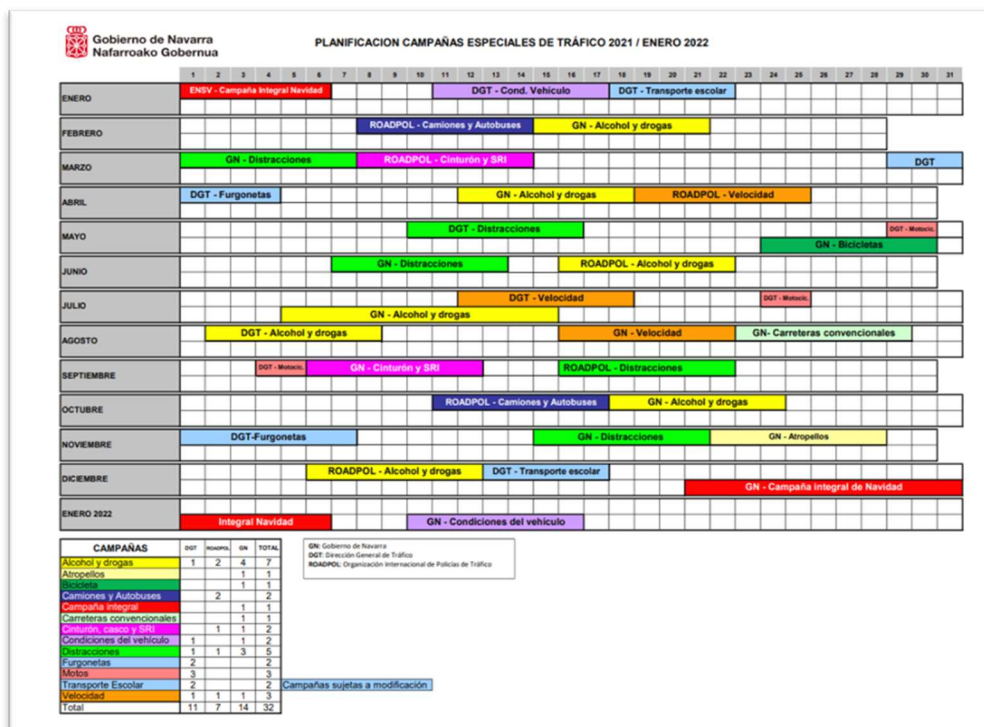 Gobierno de Navarra
Nafarroako Gobernua
PLANIFICACION CAMPAÑAS ESPECIALES DE TRÁFICO 2021 / ENERO 2022
1 2 3 4 5 6 7 8 9 10 11 12 13 14 15 16 17 18 19 20 21 22 23 24 25 26 27 28 29 30 31
ENERO
ENSV - Campaña Integral Navidad
DGT - Cond. Vehículo
DGT - Transporte escolar
FEBRERO
ROADPOL - Camiones y Autobuses
GN - Alcohol y drogas
MARZO
GN - Distracciones
ROADPOL - Cinturón y SRI
DGT
ABRIL
DGT - Furgonetas
GN - Alcohol y drogas
ROADPOL - Velocidad
MAYO
DGT - Distracciones
DGT - Motocic.
GN - Bicicletas
JUNIO
GN - Distracciones
ROADPOL - Alcohol y drogas
JULIO
DGT - Velocidad
DGT - Motocic.
GN - Alcohol y drogas
AGOSTO
DGT - Alcohol y drogas
GN - Velocidad
GN- Carreteras convencionales
SEPTIEMBRE
DGT - Motocic.
GN - Cinturón y SRI
ROADPOL - Distracciones
OCTUBRE
ROADPOL - Camiones y Autobuses
GN - Alcohol y drogas
NOVIEMBRE
DGT-Furgonetas
GN - Distracciones
GN - Atropellos
DICIEMBRE
ROADPOL - Alcohol y drogas
DGT - Transporte escolar
GN - Campaña integral de Navidad
ENERO 2022
Integral Navidad
GN - Condiciones del vehículo
CAMPAÑAS DGT ROADPOL GN TOTAL
Alcohol y drogas 1 2 4 7
Atropellos 1 1
Bicicleta 1 1
Camiones y Autobuses 2 2
Campaña integral 1 1
Carreteras convencionales 1 1
Cinturón, casco y SRI 1 1 2
Condiciones del vehículo 1 1 2
Distracciones 1 1 3 5
Furgonetas 2 2
Motos 3 3
Transporte Escolar 2 2
Velocidad 1 1 1 3
Total 11 7 14 32
GN: Gobierno de Navarra
DGT: Dirección General de Tráfico
ROADPOL: Organización Internacional de Policías de Tráfico
Campañas sujetas a modificación